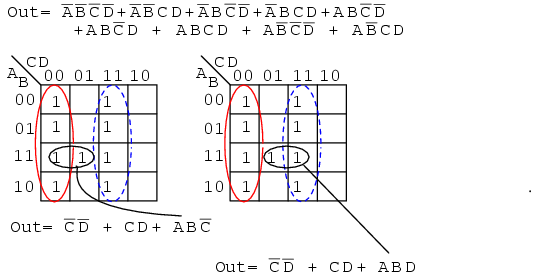 Out= A̅B̅C̅D̅+A̅B̅CD+A̅BC̅D̅+A̅BCD+ABC̅D̅
+ABC̅D + ABCD + AB̅C̅D̅ + AB̅CD
CD
A B 00 01 11 10
00 1 1
01 1 1
11 1 1 1
10 1 1
Out= C̅D̅ + CD+ ABC̅
CD
A B 00 01 11 10
00 1 1
01 1 1
11 1 1 1
10 1 1
Out= C̅D̅ + CD+ ABD
.